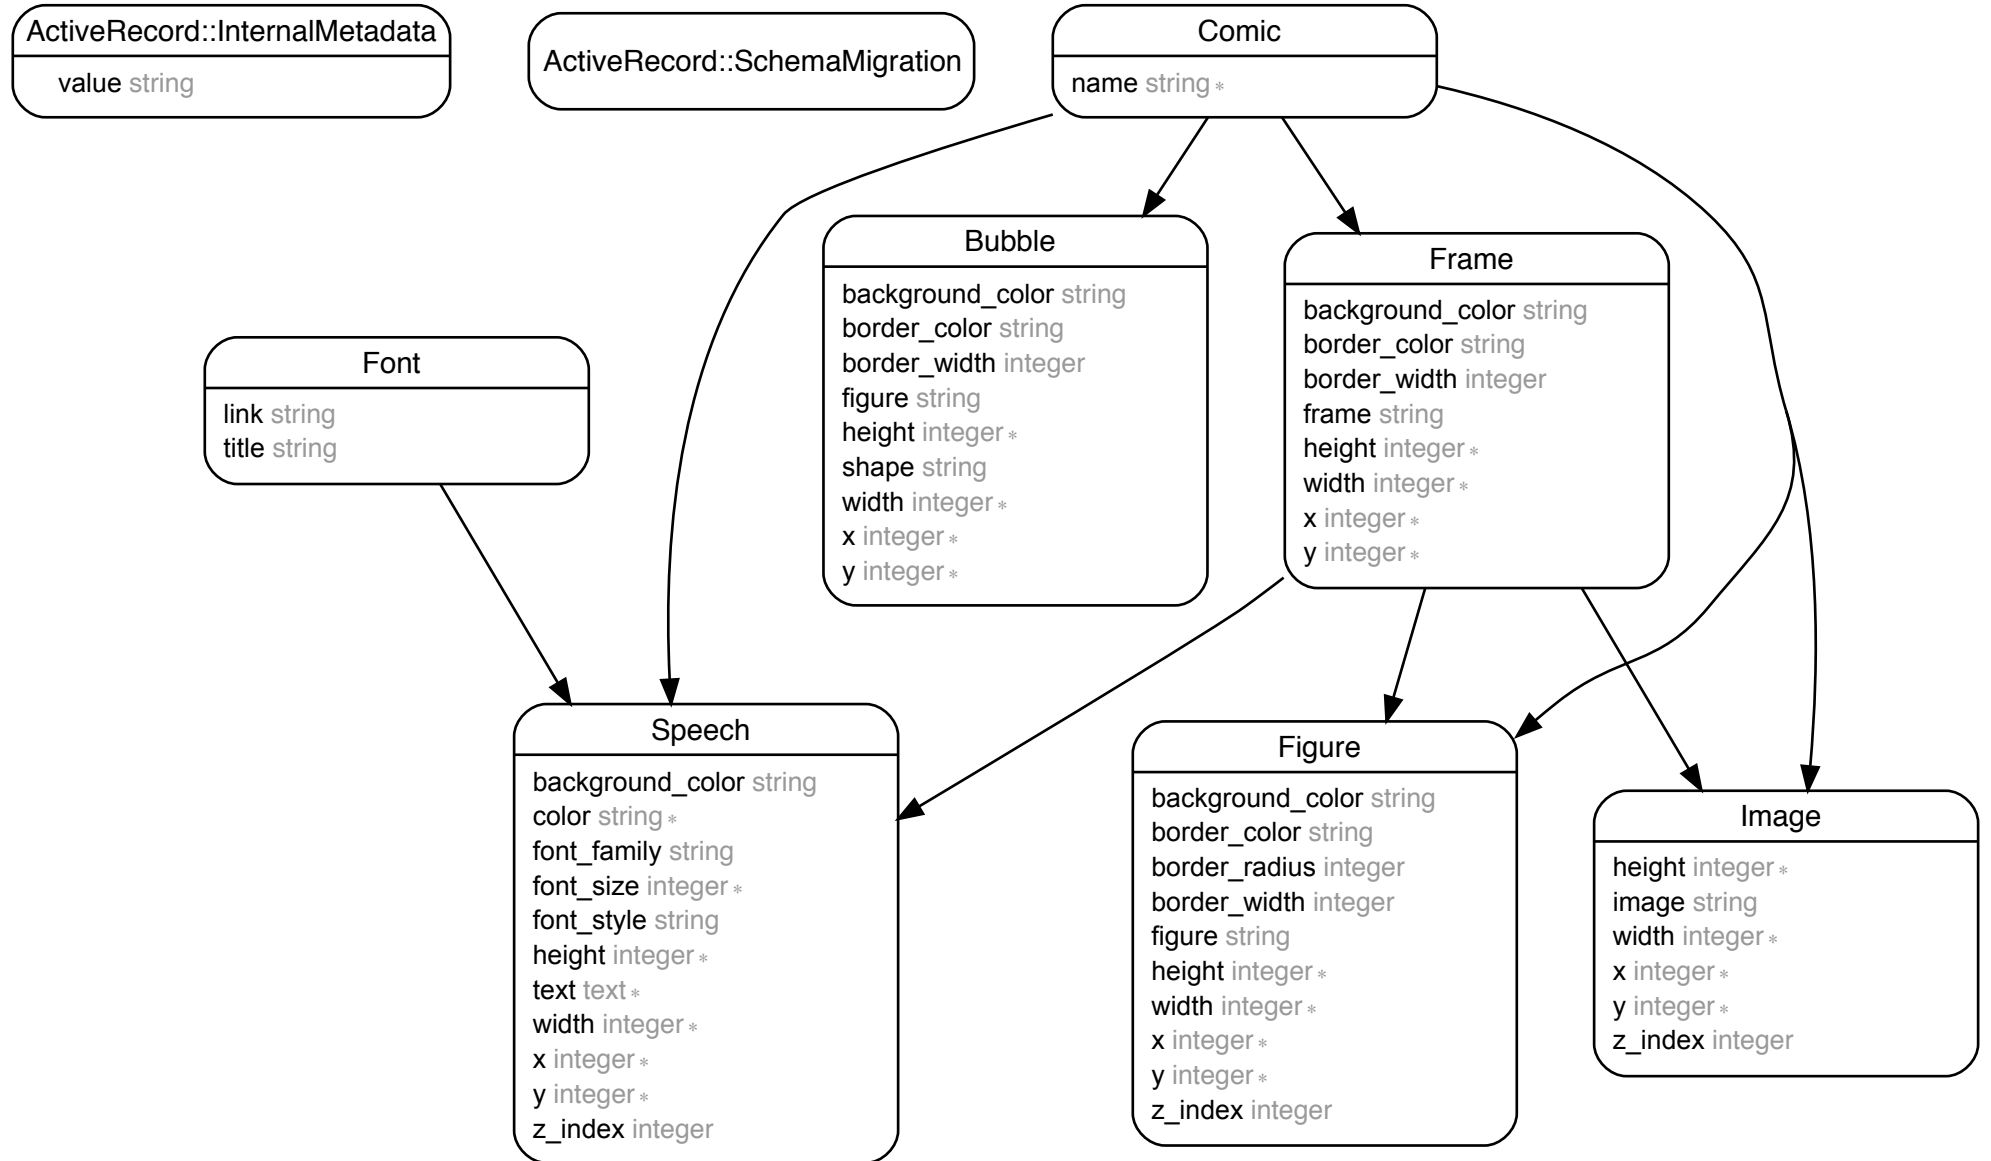 ActiveRecord::InternalMetadata
value string
ActiveRecord::SchemaMigration
Comic
name string *
Bubble
background_color string
border_color string
border_width integer
figure string
height integer *
shape string
width integer *
x integer *
y integer *
Frame
background_color string
border_color string
border_width integer
frame string
height integer *
width integer *
x integer *
y integer *
Font
link string
title string
Speech
background_color string
color string *
font_family string
font_size integer *
font_style string
height integer *
text text *
width integer *
x integer *
y integer *
z_index integer
Figure
background_color string
border_color string
border_radius integer
border_width integer
figure string
height integer *
width integer *
x integer *
y integer *
z_index integer
Image
height integer *
image string
width integer *
x integer *
y integer *
z_index integer